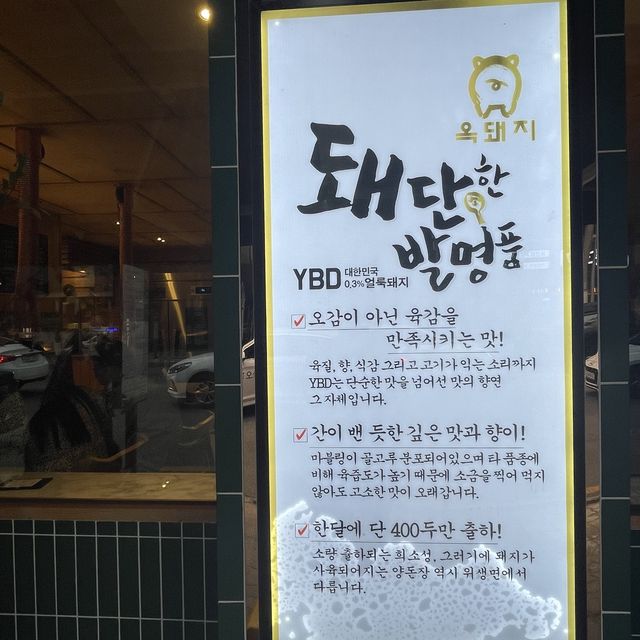 옥돼지
돼단한
발명품
YBD 대한민국
0.3% 얼룩돼지
오감이 아닌 육감을
만족시키는 맛!
육질, 향, 식감 그리고 고기가 익는 소리까지
YBD는 단순한 맛을 넘어선 맛의 향연
그 자체입니다.
간이 밴 듯한 깊은 맛과 향이!
마블링이 골고루 분포되어있으며 타 품종에
비해 육즙도가 높기 때문에 소금을 찍어 먹지
않아도 고소한 맛이 오래갑니다.
한달에 단 400두만 출하!
소량 출하되는 희소성, 그러기에 돼지가
사육되어지는 양돈장 역시 위생면에서
다릅니다.